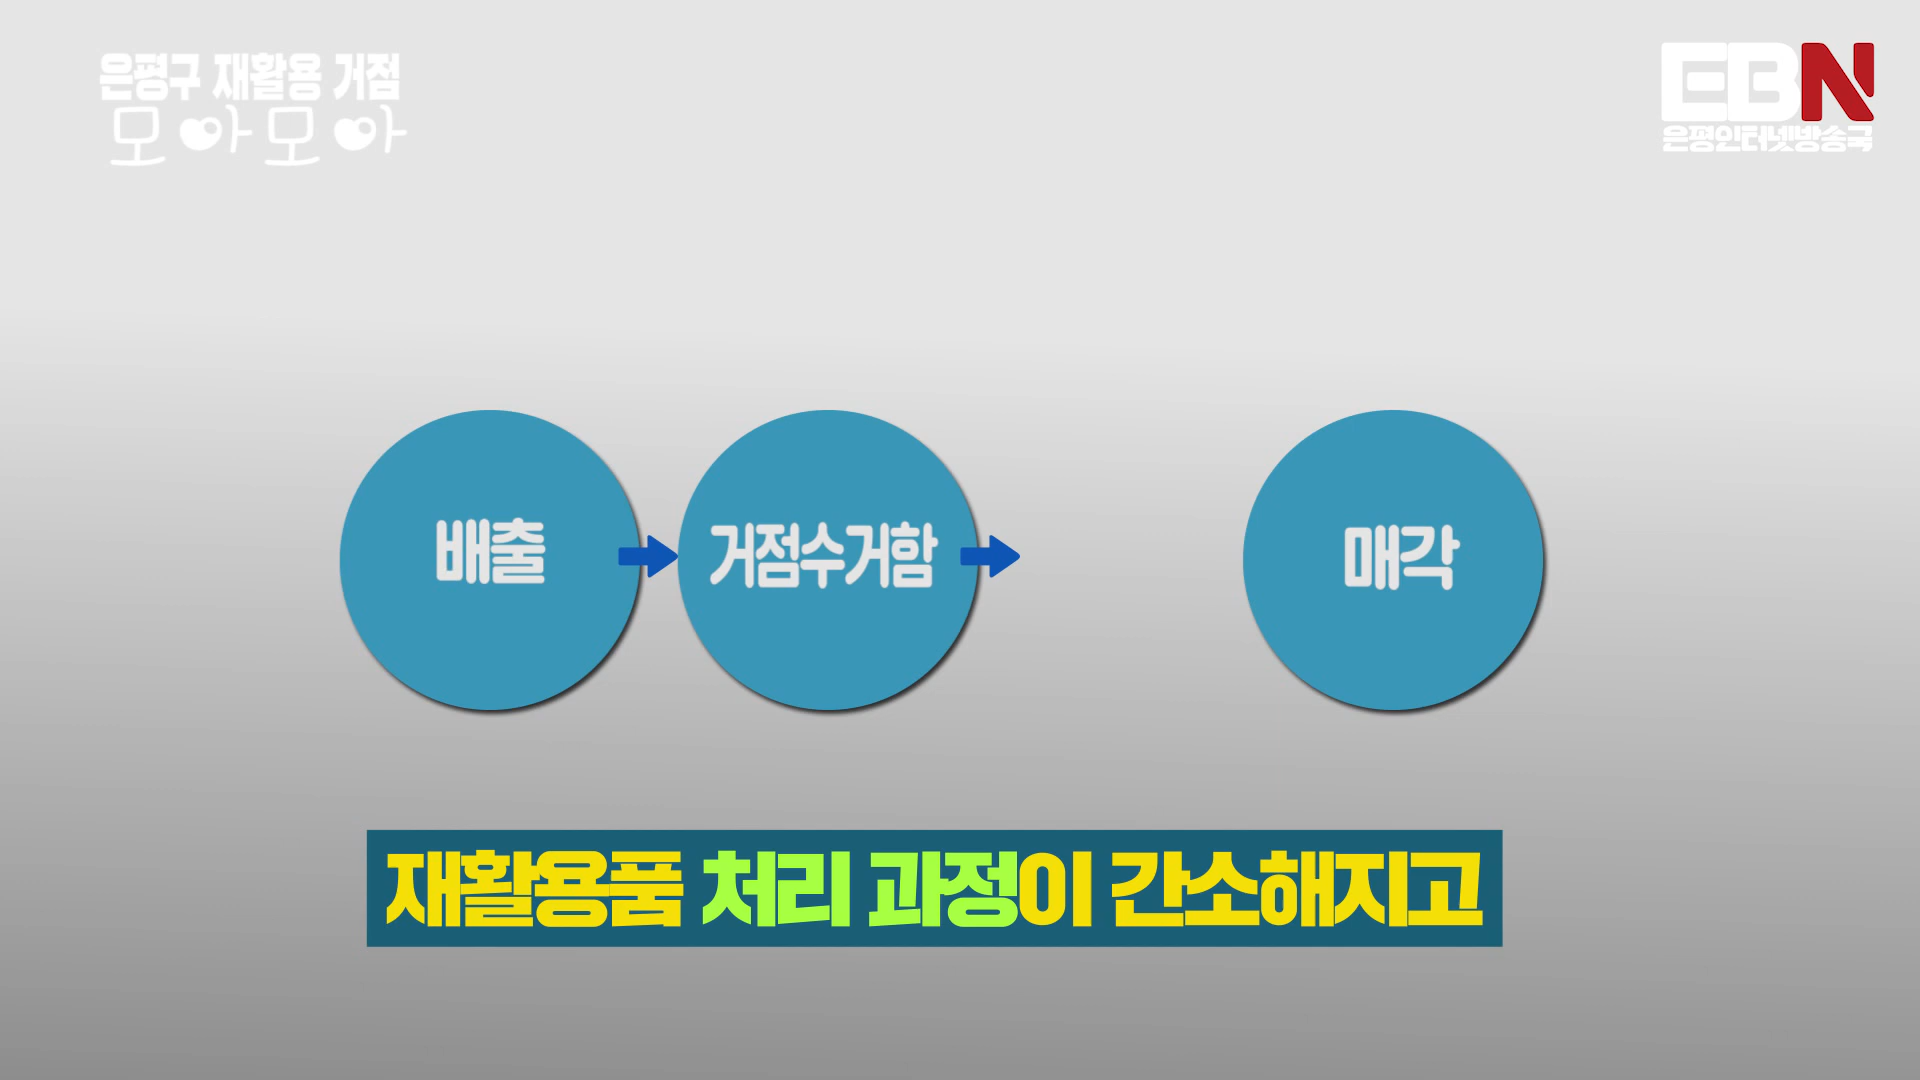 은평구 재활용 거점
모아모아
EBN
은평인터넷방송국
배출
거점수거함
매각
재활용품 처리 과정이 간소해지고